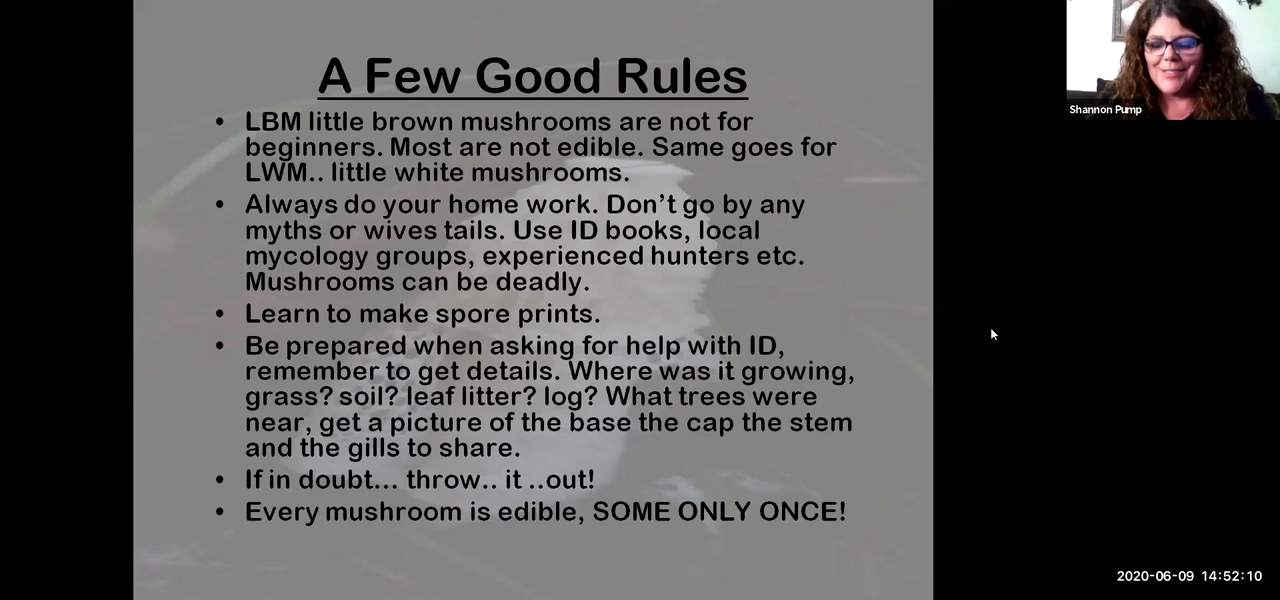 A Few Good Rules
• LBM little brown mushrooms are not for
beginners. Most are not edible. Same goes for
LWM.. little white mushrooms.
• Always do your home work. Don't go by any
myths or wives tails. Use ID books, local
mycology groups, experienced hunters etc.
Mushrooms can be deadly.
• Learn to make spore prints.
• Be prepared when asking for help with ID,
remember to get details. Where was it growing,
grass? soil? leaf litter? log? What trees were
near, get a picture of the base the cap the stem
and the gills to share.
• If in doubt... throw.. it ..out!
• Every mushroom is edible, SOME ONLY ONCE!
Shannon Pump
2020-06-09 14:52:10